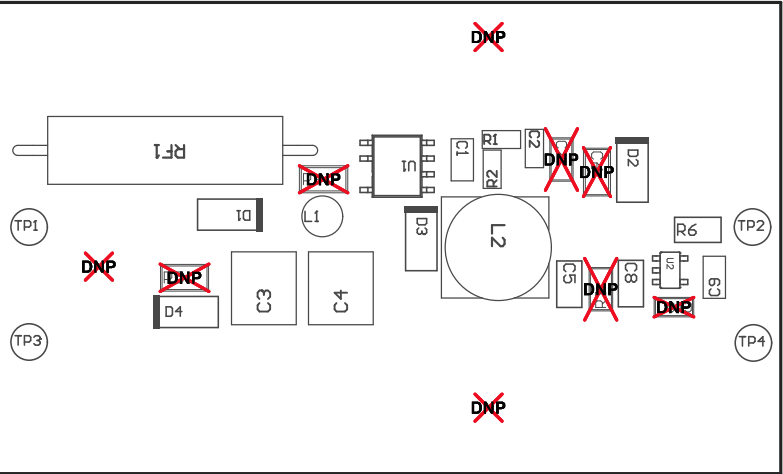 DNP
RF1
U1
C1
R1
C2
R2
DNP
DNP
D2
DNP
L1
D1
D3
L2
TP1
TP2
R6
DNP
DNP
D4
C3
C4
C5
DNP
C8
U2
C9
DNP
TP3
TP4
DNP